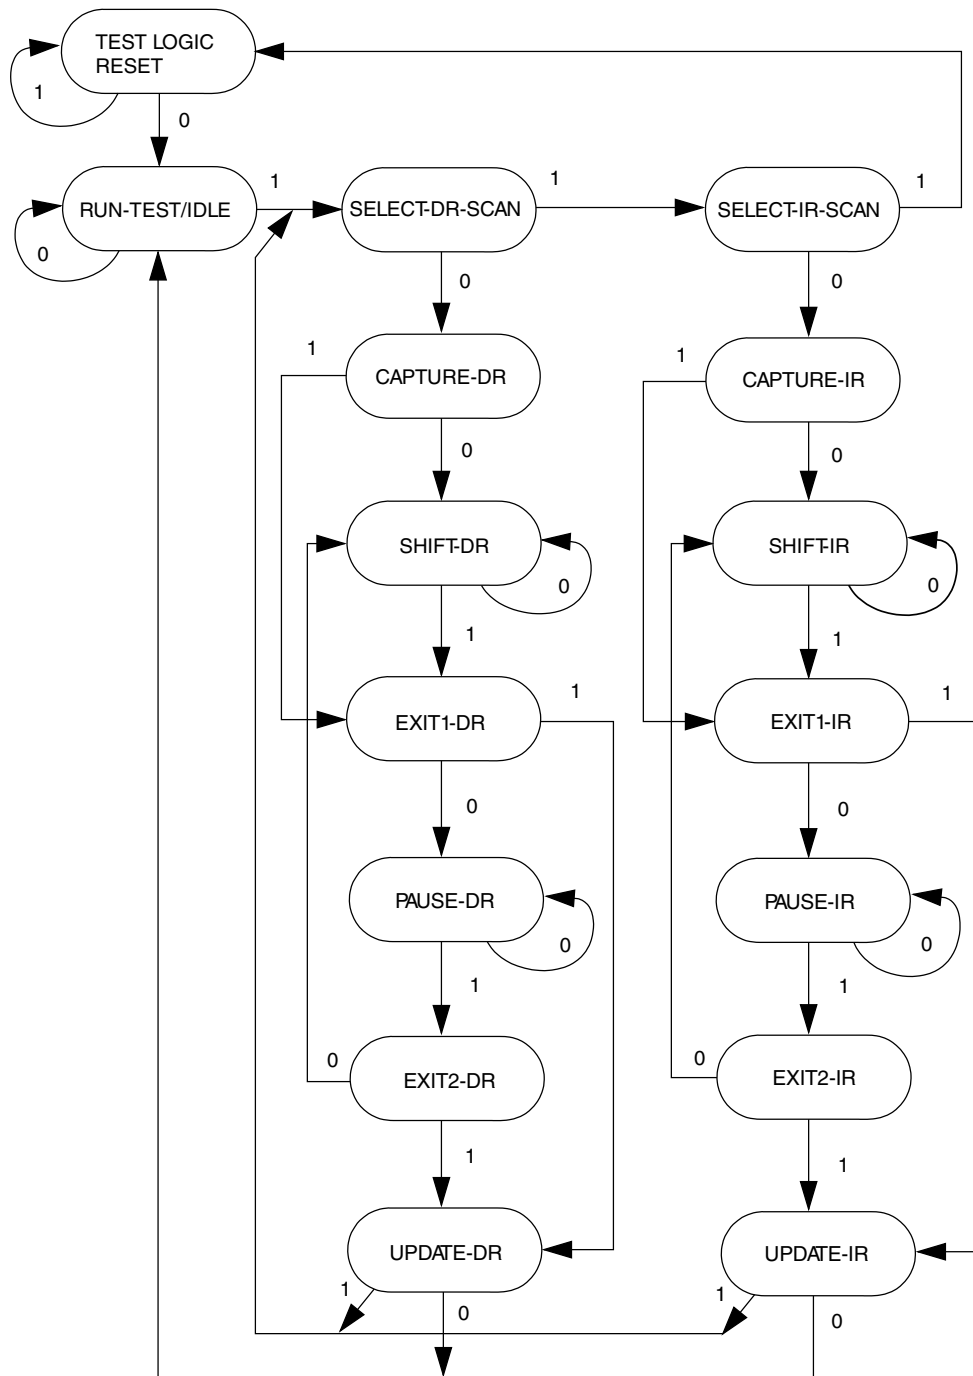 TEST LOGIC
RESET
1
0
RUN-TEST/IDLE
0
1
SELECT-DR-SCAN
1
SELECT-IR-SCAN
1
0
0
1
CAPTURE-DR
1
CAPTURE-IR
0
0
SHIFT-DR
0
SHIFT-IR
0
1
1
EXIT1-DR
1
EXIT1-IR
1
0
0
PAUSE-DR
0
PAUSE-IR
0
1
1
0
EXIT2-DR
0
EXIT2-IR
1
1
UPDATE-DR
UPDATE-IR
1
0
1
0